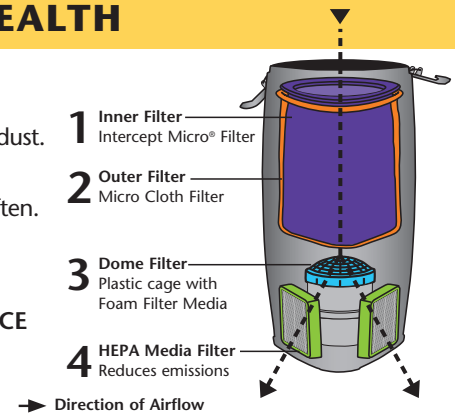 EALTH
dust.
ten.
CE
1 Inner Filter
Intercept Micro® Filter
2 Outer Filter
Micro Cloth Filter
3 Dome Filter
Plastic cage with
Foam Filter Media
4 HEPA Media Filter
Reduces emissions
Direction of Airflow